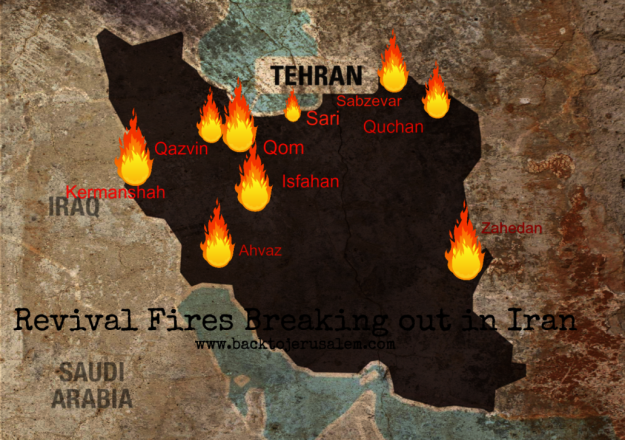 TEHRAN
Sabzevar
Sari
Quchan
Qazvin
Qom
Kermanshah
Isfahan
IRAQ
Zahedan
Ahvaz
Revival Fires Breaking out in Iran
www.backtojerusalem.com
SAUDI
ARABIA